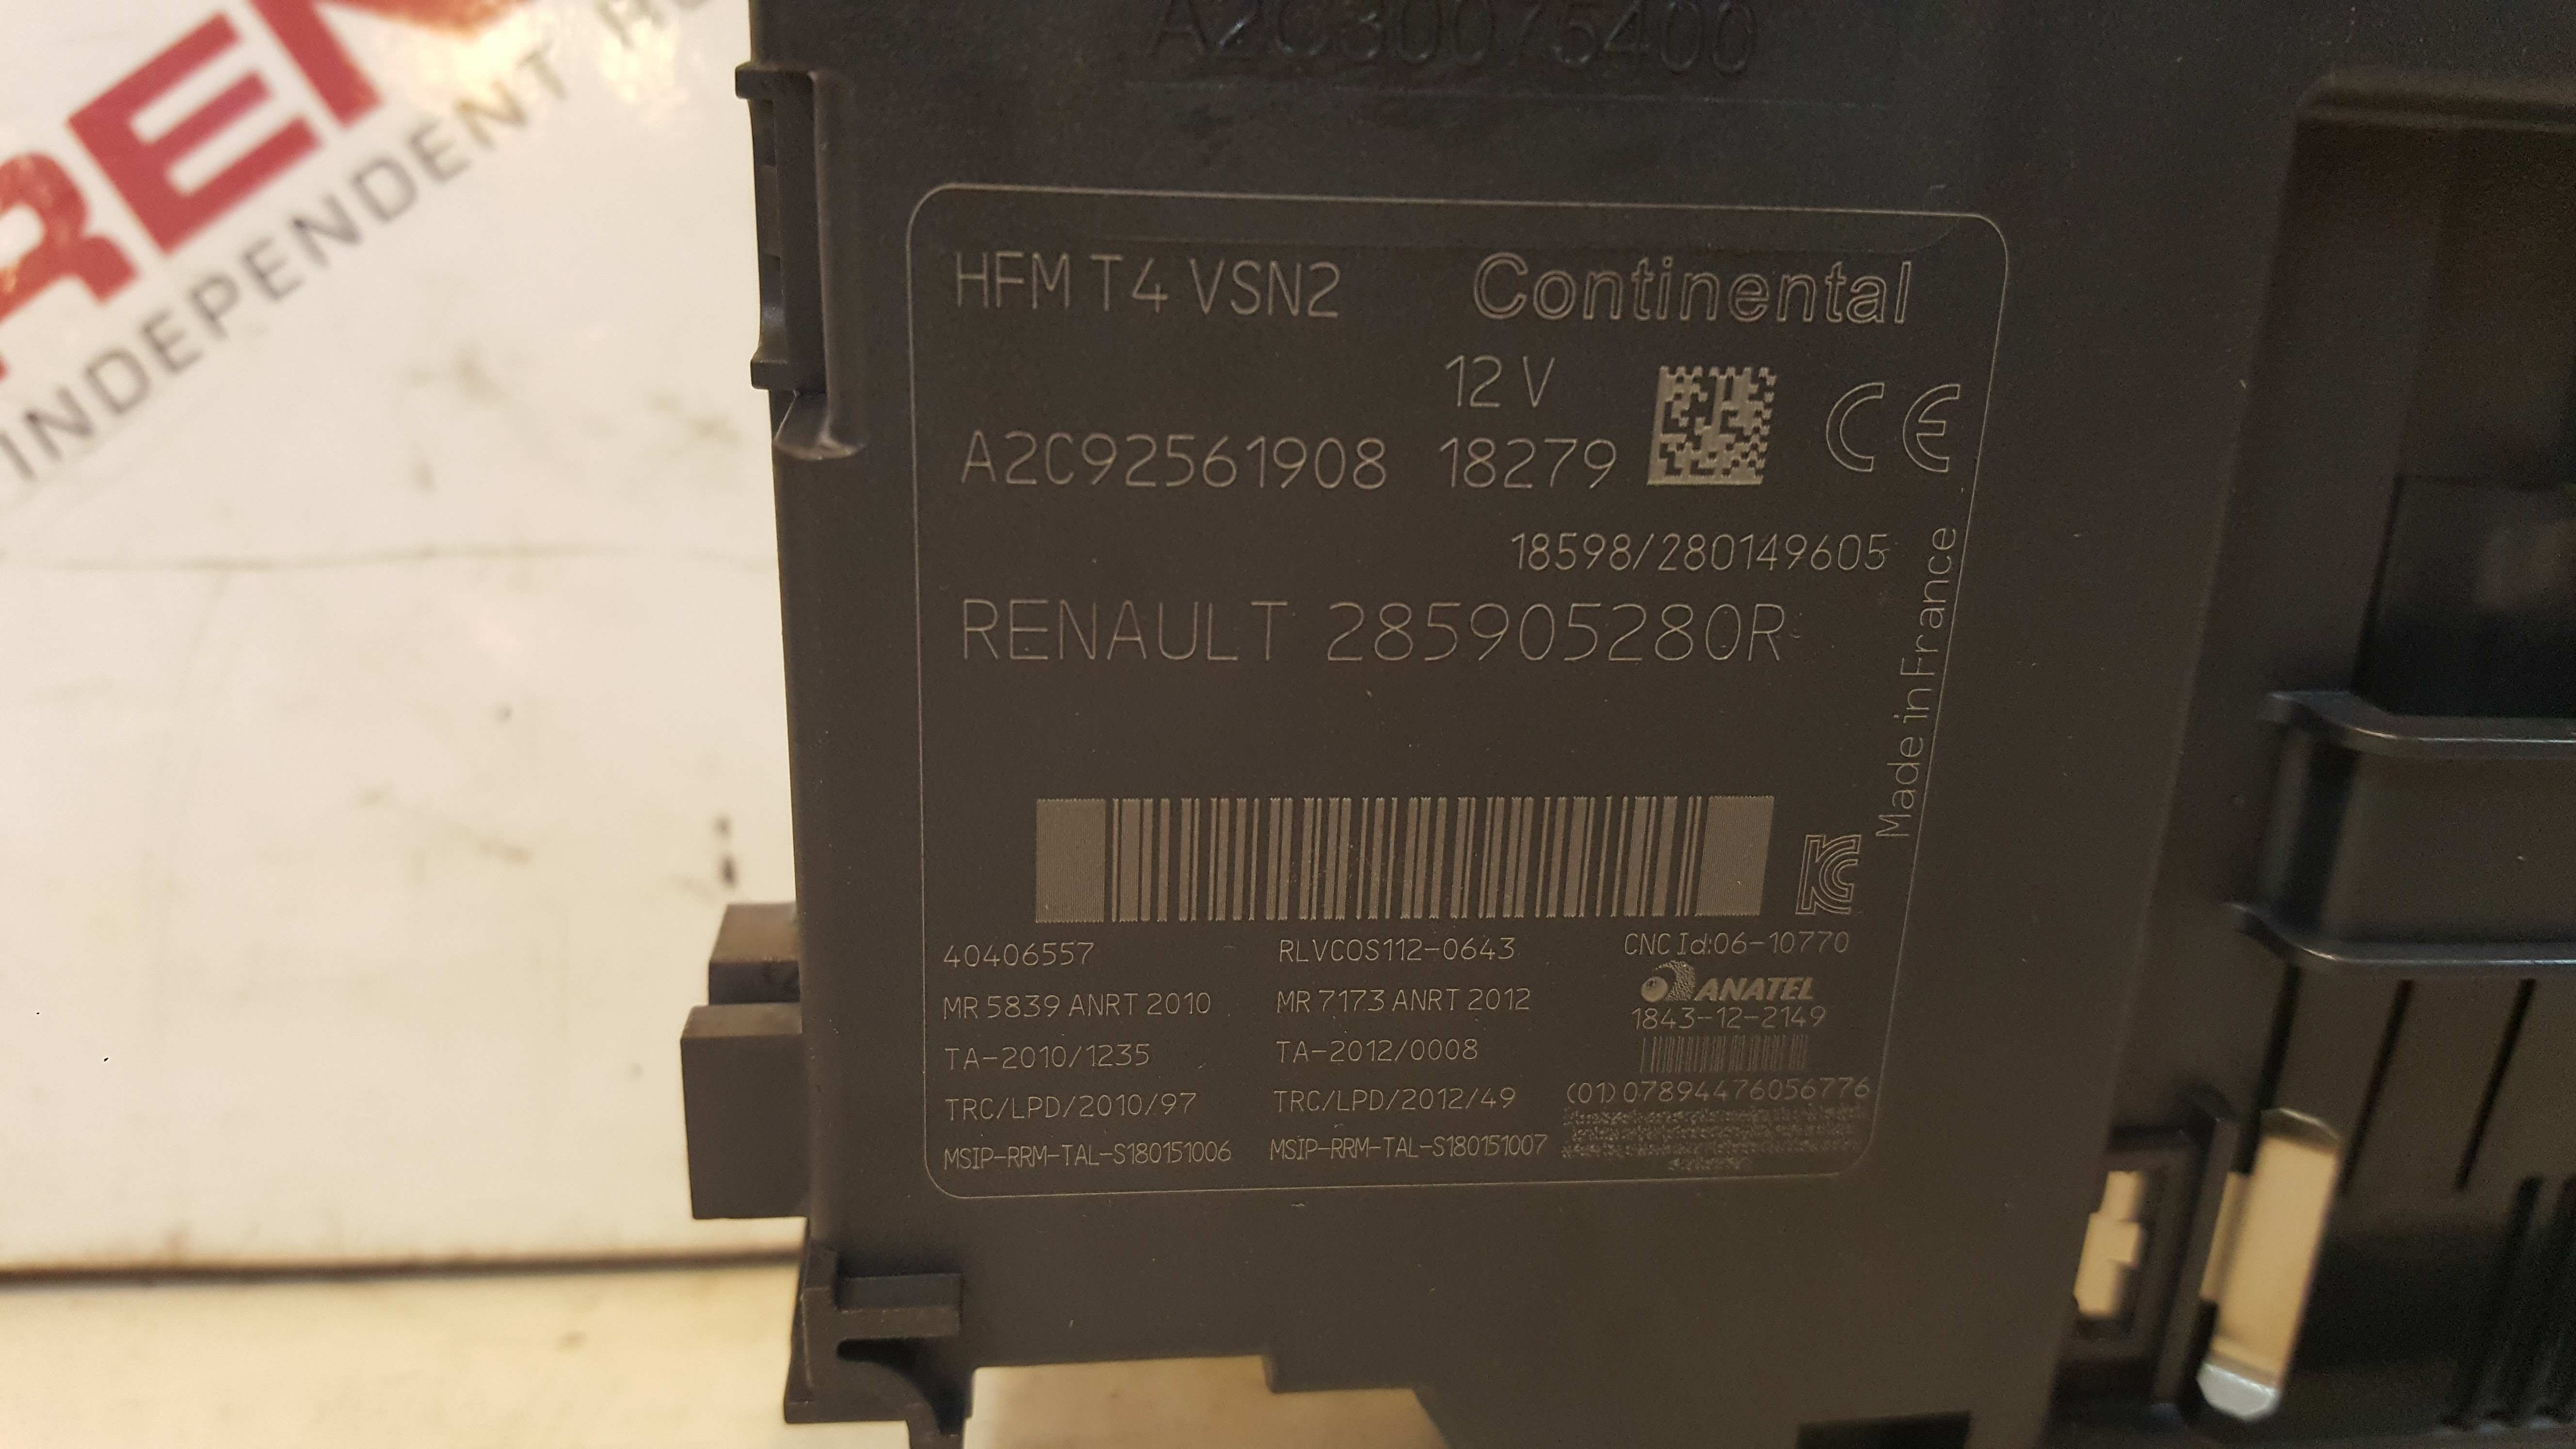 A2C30075400
INDEPENDENT
HFM T4 VSN2
Continental
12 V
A2C92561908 18279
CE
18598/280149605
RENAULT 285905280R
Made in France
KC
40406557
RLVCOS112-0643
CNC Id:06-10770
MR 5839 ANRT 2010
MR 7173 ANRT 2012
ANATEL
1843-12-2149
TA-2010/1235
TA-2012/0008
TRC/LPD/2010/97
TRC/LPD/2012/49
(01)07894476056776
MSIP-RRM-TAL-S180151006
MSIP-RRM-TAL-S180151007